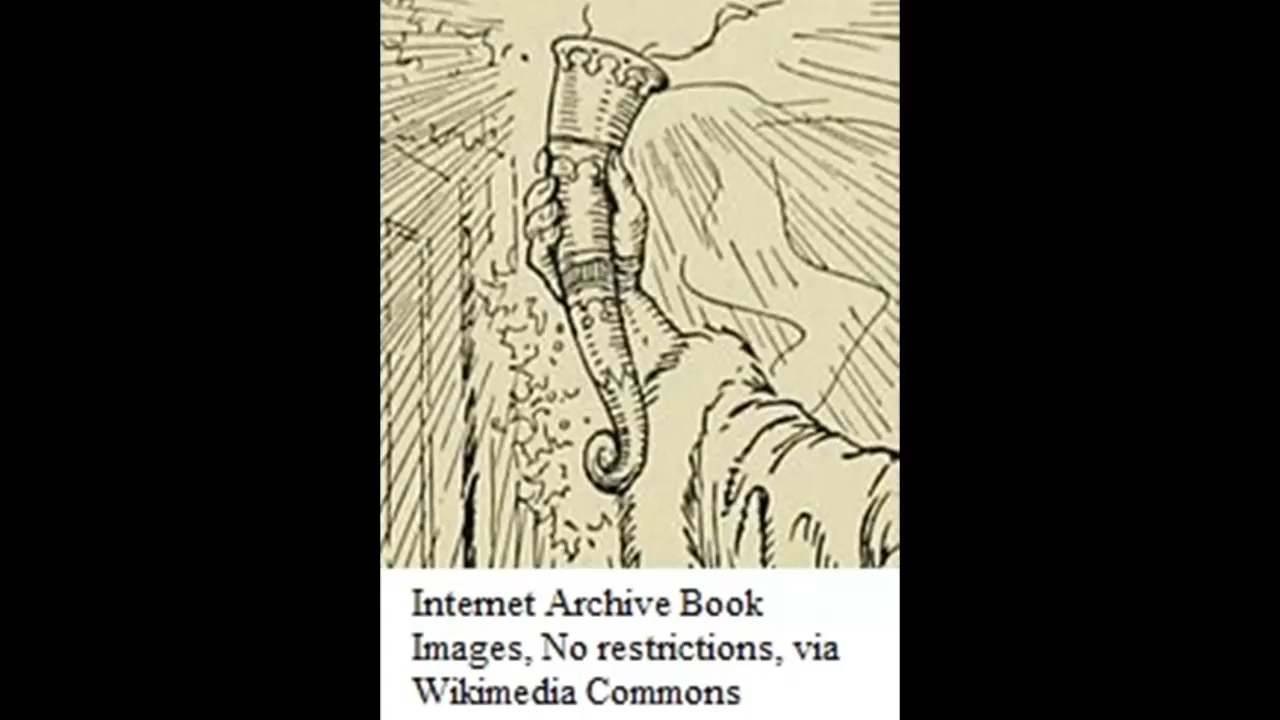 Internet Archive Book
Images, No restrictions, via
Wikimedia Commons